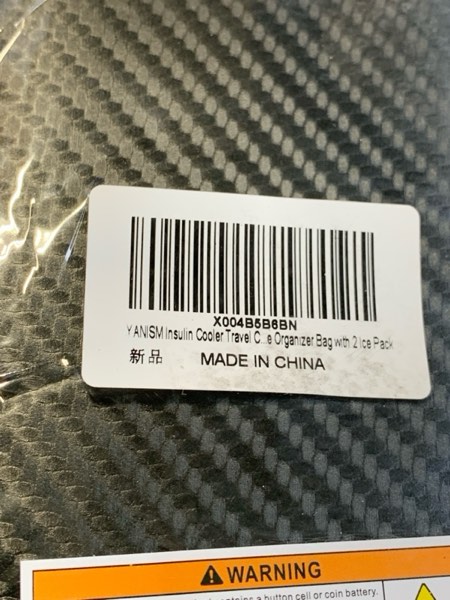 X004B5B6BN
YANISM Insulin Cooler Travel C...e Organizer Bag with 2 Ice Pack
新品 MADE IN CHINA
WARNING
a button cell or coin battery.